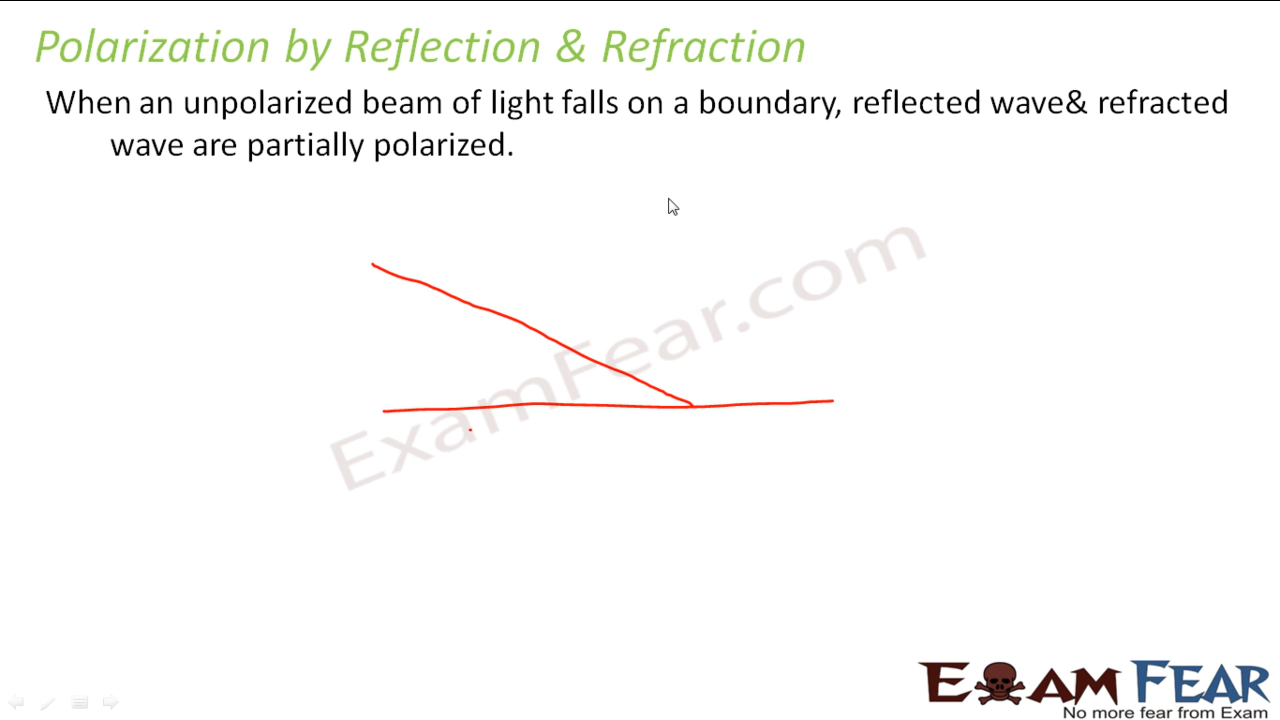 Polarization by Reflection & Refraction
When an unpolarized beam of light falls on a boundary, reflected wave& refracted
wave are partially polarized.
ExamFear.com
EXAM FEAR
No more fear from Exam